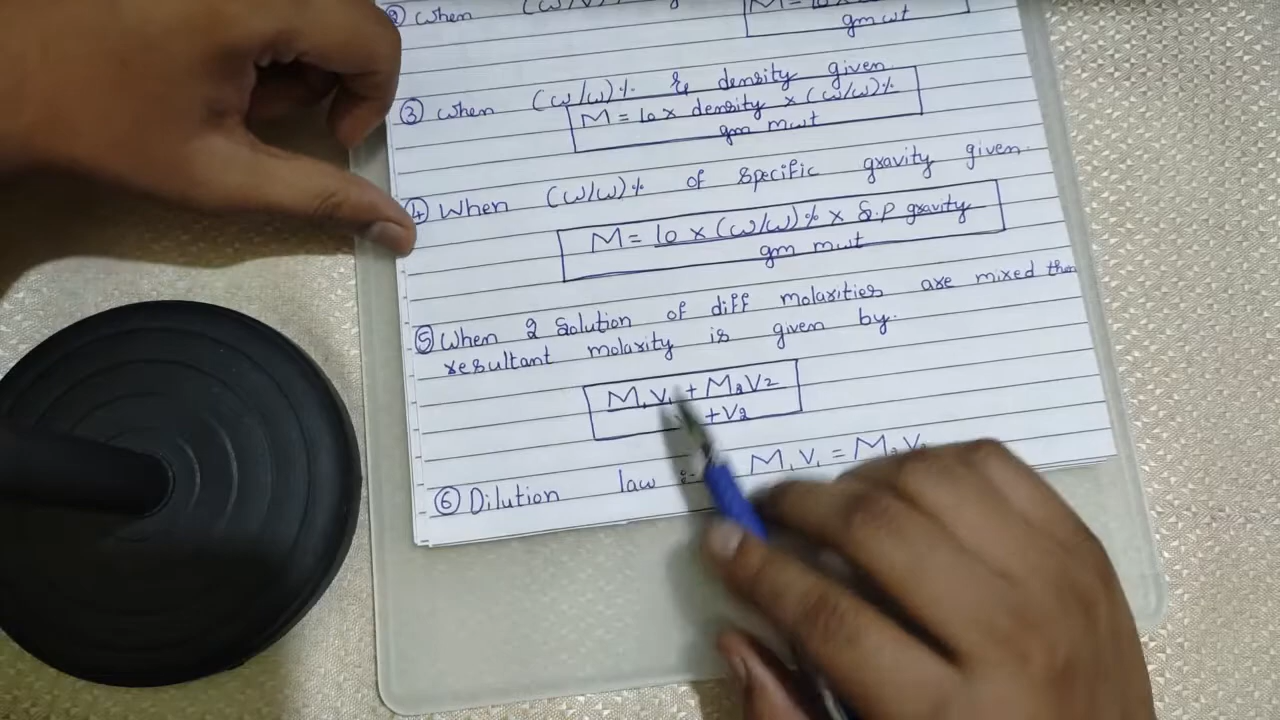 ② When (W/V)%
M = 10 x
gm wt
③ When (w/w)% & density given.
M = 10 x density x (w/w)%
gm mwt
④ When (w/w)% of specific gravity given.
M = 10 x (w/w)% x S.P gravity
gm mwt
⑤ When 2 Solution of diff molarities are mixed then
resultant molarity is given by.
M₁V₁ + M₂V₂
+V₂
⑥ Dilution law :- M₁V₁ = M₂V₂